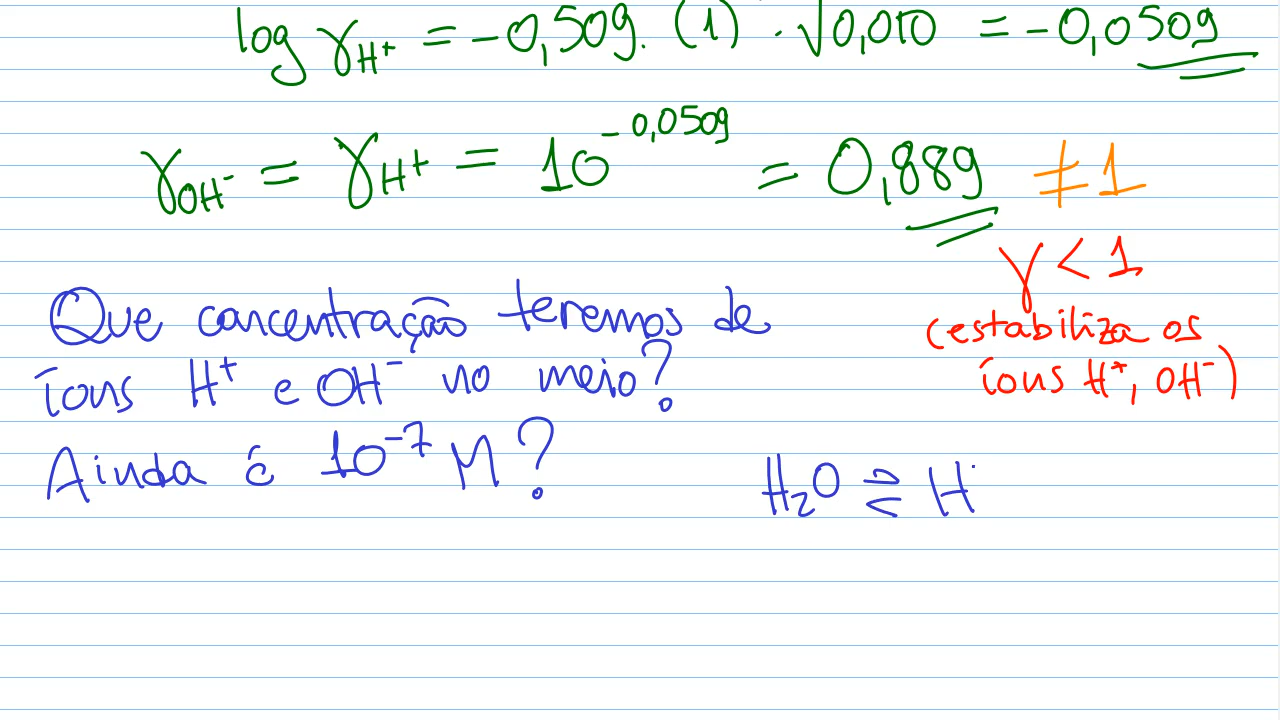 log γH⁺ = -0,509. (1) · √0,010 = -0,0509
γOH⁻ = γH⁺ = 10^-0,0509 = 0,889 ≠ 1
γ < 1
(estabiliza os
íons H⁺, OH⁻)
Que concentração teremos de
íons H⁺ e OH⁻ no meio?
Ainda é 10⁻⁷ M?
H₂O ⇌ H